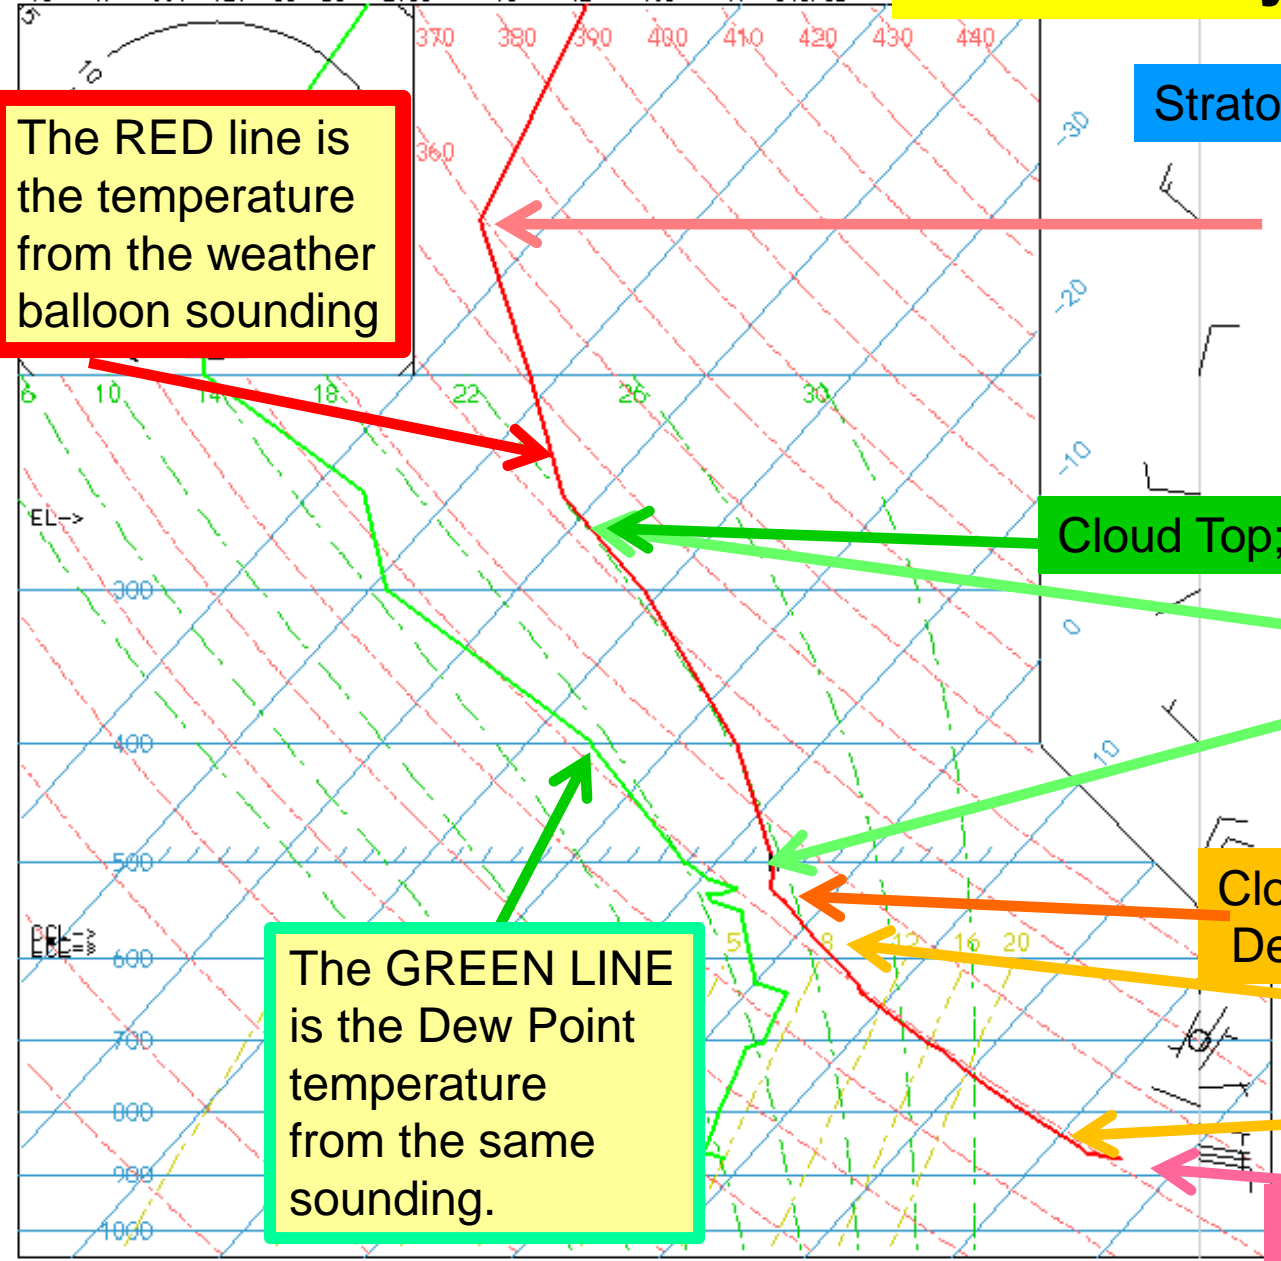 5
10
370 380 390 400 410 420 430 440
360
-30
Strato
The RED line is
the temperature
from the weather
balloon sounding
-20
6 10 14 18 22 26 30
-10
EL->
Cloud Top;
300
0
400
10
500
Clo
De
5 8 12 16 20
600
The GREEN LINE
is the Dew Point
temperature
from the same
sounding.
700
800
900
1000